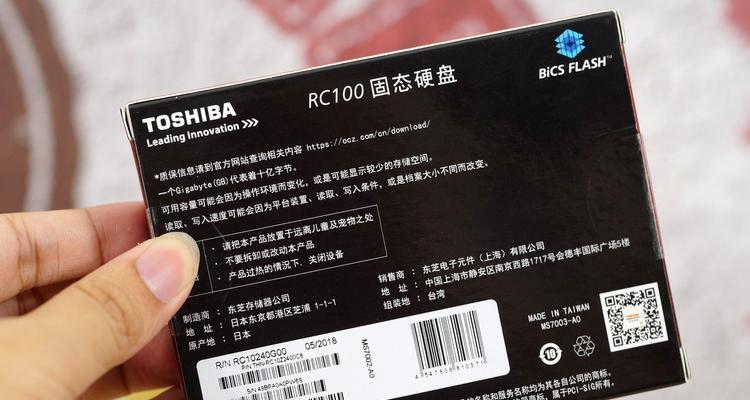 BiCS FLASH™
RC100 固态硬盘
TOSHIBA
Leading Innovation >>>
*质保信息请到官方网站查询相关内容 https://ocz.com/cn/download/
一个Gigabyte(GB)代表着十亿字节。
可用容量可能会因为操作环境而变化，或是可能显示较少的存储空间。
读取、写入速度可能会因为平台装置、读取、写入条件，或是档案大小不同而改变。
· 请把本产品放置于远离儿童及宠物之处
· 不要拆卸或改动本产品
· 产品过热的情况下，关闭设备
制造商 : 东芝存储器公司
地 址 : 日本东京都港区芝浦 1-1-1
原产地 : 日本
销售商 : 东芝电子元件（上海）有限公司
地 址 : 中国上海市静安区南京西路1717号会德丰国际广场5楼
组装地 : 台湾
MADE IN TAIWAN
MS7003-A0
10
R/N RC10240G00 05/2018
MS7002-A0
4 547808 810371